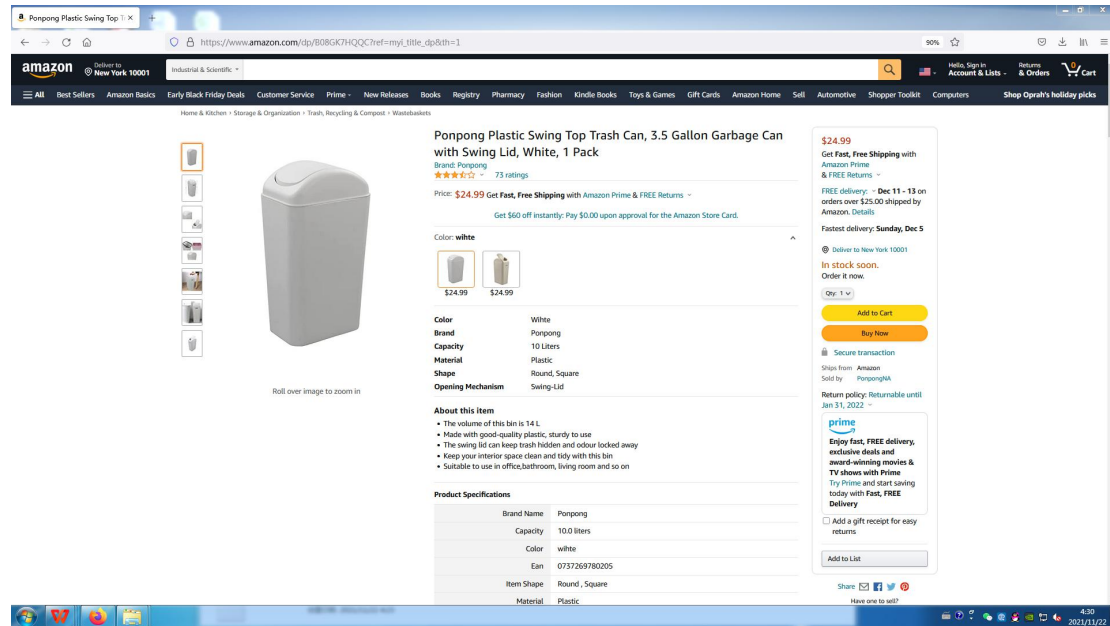 Ponpong Plastic Swing Top T
https://www.amazon.com/dp/B08GK7HQQC?ref=myi_title_dp&th=1
90%
amazon
Deliver to
New York 10001
Industrial & Scientific
Hello, Sign in
Account & Lists
Returns
& Orders
0
Cart
All Best Sellers Amazon Basics Early Black Friday Deals Customer Service Prime New Releases Books Registry Pharmacy Fashion Kindle Books Toys & Games Gift Cards Amazon Home Sell Automotive Shopper Toolkit Computers Shop Oprah's holiday picks
Home & Kitchen › Storage & Organization › Trash, Recycling & Compost › Wastebaskets
Roll over image to zoom in
Ponpong Plastic Swing Top Trash Can, 3.5 Gallon Garbage Can
with Swing Lid, White, 1 Pack
Brand: Ponpong
73 ratings
Price: $24.99 Get Fast, Free Shipping with Amazon Prime & FREE Returns
Get $60 off instantly: Pay $0.00 upon approval for the Amazon Store Card.
Color: wihte
$24.99 $24.99
Color Wihte
Brand Ponpong
Capacity 10 Liters
Material Plastic
Shape Round, Square
Opening Mechanism Swing-Lid
About this item
• The volume of this bin is 14 L
• Made with good-quality plastic, sturdy to use
• The swing lid can keep trash hidden and odour locked away
• Keep your interior space clean and tidy with this bin
• Suitable to use in office,bathroom, living room and so on
Product Specifications
Brand Name Ponpong
Capacity 10.0 liters
Color wihte
Ean 0737269780205
Item Shape Round , Square
Material Plastic
$24.99
Get Fast, Free Shipping with
Amazon Prime
& FREE Returns
FREE delivery: Dec 11 - 13 on
orders over $25.00 shipped by
Amazon. Details
Fastest delivery: Sunday, Dec 5
Deliver to New York 10001
In stock soon.
Order it now.
Qty: 1
Add to Cart
Buy Now
Secure transaction
Ships from Amazon
Sold by PonpongNA
Return policy: Returnable until
Jan 31, 2022
prime
Enjoy fast, FREE delivery,
exclusive deals and
award-winning movies &
TV shows with Prime
Try Prime and start saving
today with Fast, FREE
Delivery
Add a gift receipt for easy
returns
Add to List
Share
Have one to sell?
4:30
2021/11/22